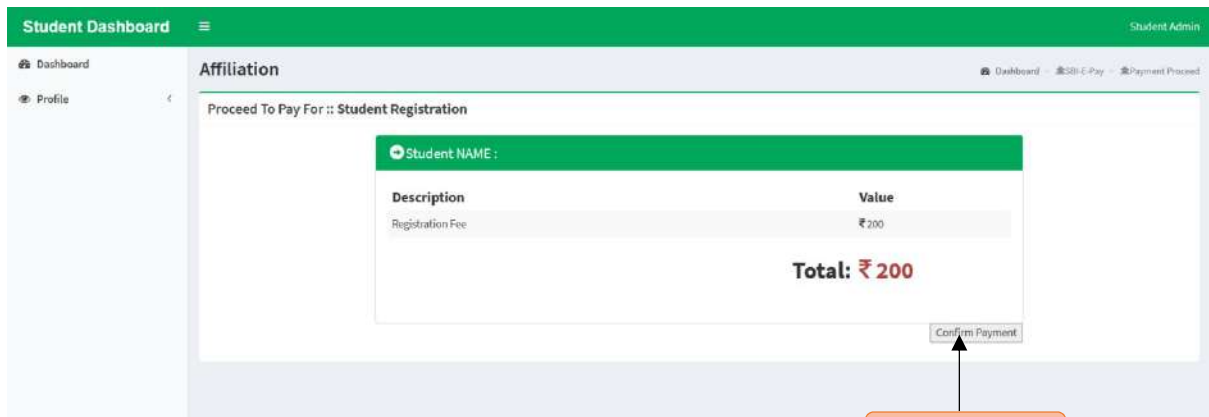 Student Dashboard
Student Admin
Dashboard
Profile
Affiliation
Dashboard - SBI-E-Pay - Payment Proceed
Proceed To Pay For :: Student Registration
Student NAME :
Description Value
Registration Fee ₹200
Total: ₹ 200
Confirm Payment